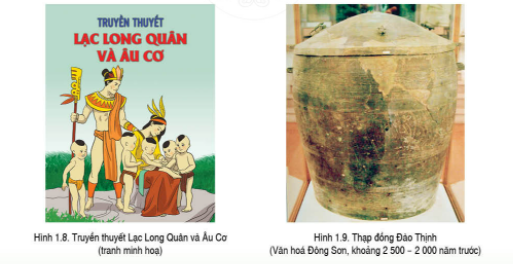 TRUYỀN THUYẾT
LẠC LONG QUÂN
VÀ ÂU CƠ
Hình 1.8. Truyền thuyết Lạc Long Quân và Âu Cơ
(tranh minh hoạ)
Hình 1.9. Thạp đồng Đào Thịnh
(Văn hoá Đông Sơn, khoảng 2 500 – 2 000 năm trước)